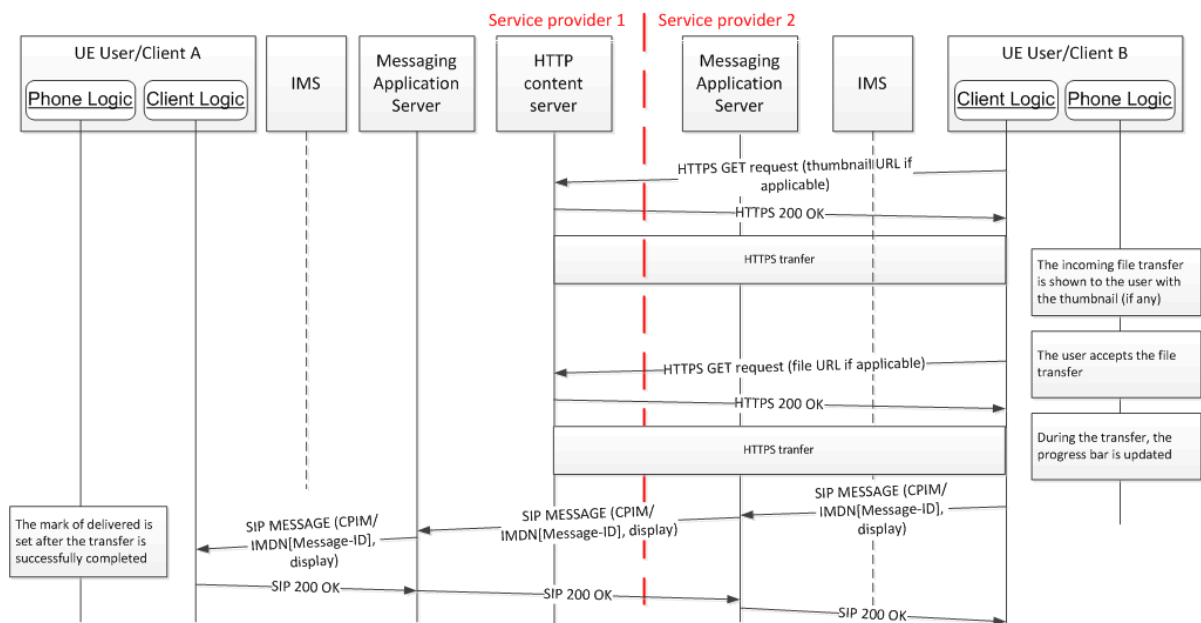 Service provider 1
Service provider 2
UE User/Client A
Phone Logic
Client Logic
IMS
Messaging
Application
Server
HTTP
content
server
Messaging
Application
Server
IMS
UE User/Client B
Client Logic
Phone Logic
HTTPS GET request (thumbnail URL if
applicable)
HTTPS 200 OK
HTTPS tranfer
The incoming file transfer
is shown to the user with
the thumbnail (if any)
The user accepts the file
transfer
HTTPS GET request (file URL if applicable)
HTTPS 200 OK
HTTPS tranfer
During the transfer, the
progress bar is updated
SIP MESSAGE (CPIM/
IMDN[Message-ID],
display)
SIP MESSAGE (CPIM/
IMDN[Message-ID], display)
SIP MESSAGE (CPIM/
IMDN[Message-ID],
display)
The mark of delivered is
set after the transfer is
successfully completed
SIP 200 OK
SIP 200 OK
SIP 200 OK